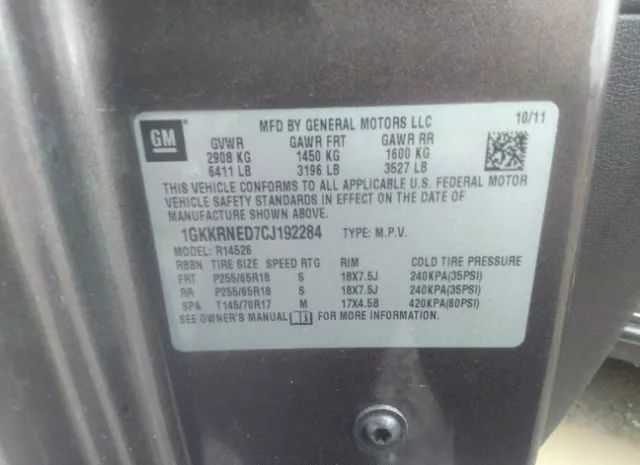 GM
MFD BY GENERAL MOTORS LLC 10/11
GVWR GAWR FRT GAWR RR
2908 KG 1450 KG 1600 KG
6411 LB 3196 LB 3527 LB
THIS VEHICLE CONFORMS TO ALL APPLICABLE U.S. FEDERAL MOTOR
VEHICLE SAFETY STANDARDS IN EFFECT ON THE DATE OF
MANUFACTURE SHOWN ABOVE.
1GKKRNED7CJ192284 TYPE: M.P.V.
MODEL: R14526
RBBN TIRE SIZE SPEED RTG RIM COLD TIRE PRESSURE
FRT P255/65R18 S 18X7.5J 240KPA(35PSI)
RR P255/65R18 S 18X7.5J 240KPA(35PSI)
SPA T145/70R17 M 17X4.5B 420KPA(60PSI)
SEE OWNER'S MANUAL FOR MORE INFORMATION.